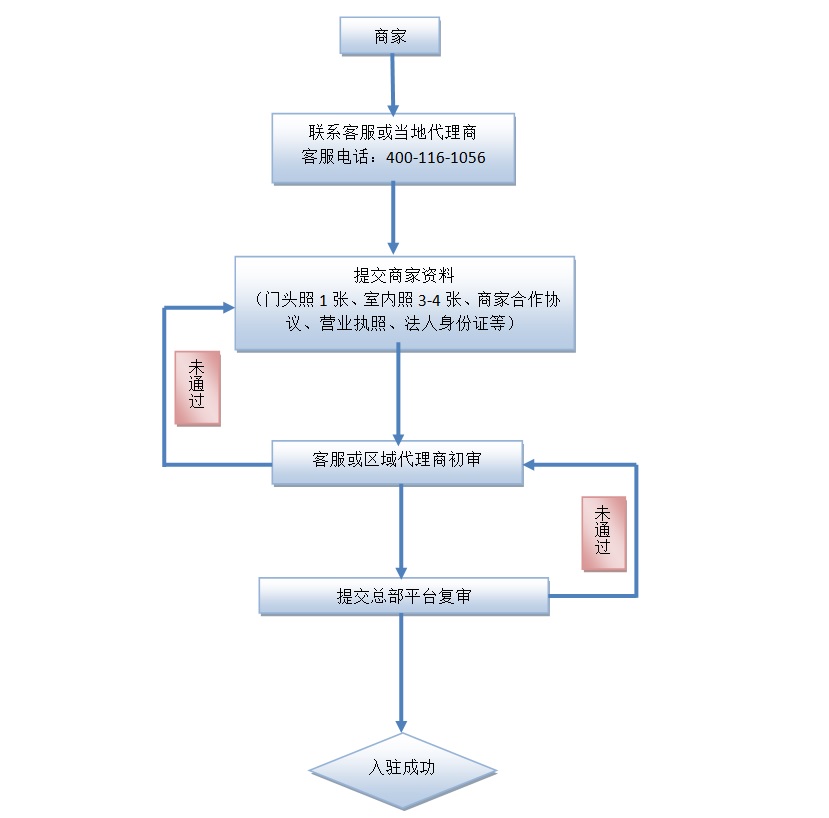 商家
联系客服或当地代理商
客服电话：400-116-1056
提交商家资料
（门头照 1 张、室内照 3-4 张、商家合作协
议、营业执照、法人身份证等）
未通过
客服或区域代理商初审
未通过
提交总部平台复审
入驻成功